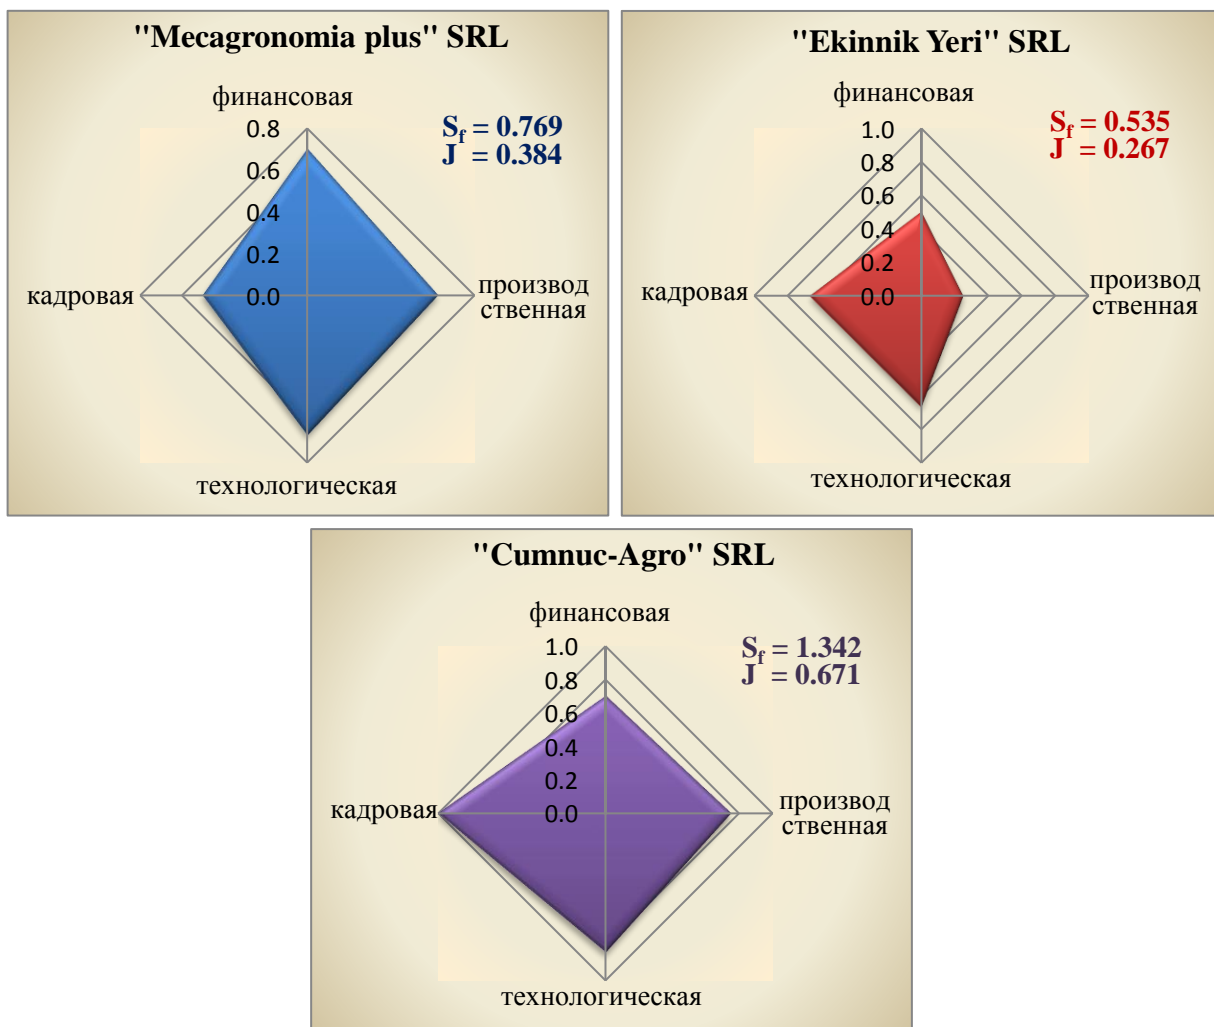 "Mecagronomia plus" SRL
финансовая
S_f = 0.769
J = 0.384
0.8
0.6
0.4
0.2
0.0
кадровая
производ
ственная
технологическая
"Ekinnik Yeri" SRL
финансовая
S_f = 0.535
J = 0.267
1.0
0.8
0.6
0.4
0.2
0.0
кадровая
производ
ственная
технологическая
"Cumnuc-Agro" SRL
финансовая
S_f = 1.342
J = 0.671
1.0
0.8
0.6
0.4
0.2
0.0
кадровая
производ
ственная
технологическая